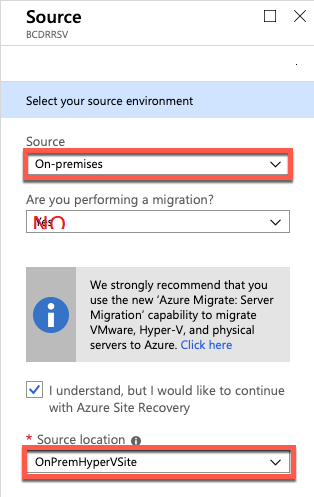 Source
BCDRRSV
Select your source environment
Source
On-premises
Are you performing a migration?
NO
We strongly recommend that you
use the new ‘Azure Migrate: Server
Migration’ capability to migrate
VMware, Hyper-V, and physical
servers to Azure. Click here
I understand, but I would like to continue
with Azure Site Recovery
* Source location
OnPremHyperVSite